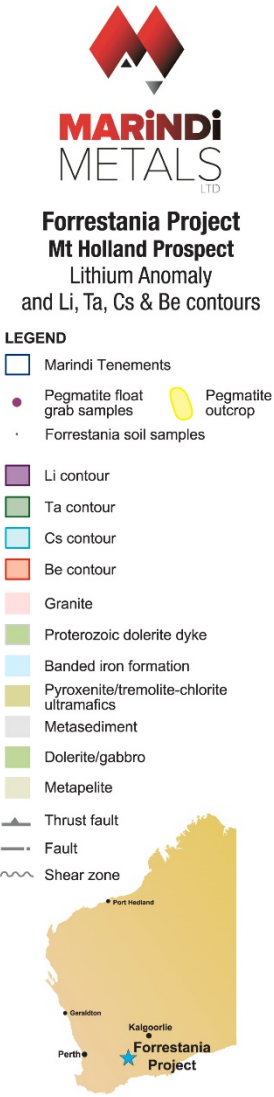 MARiNDi
METALS
LTD
Forrestania Project
Mt Holland Prospect
Lithium Anomaly
and Li, Ta, Cs & Be contours
LEGEND
Marindi Tenements
Pegmatite float
grab samples
Pegmatite
outcrop
Forrestania soil samples
Li contour
Ta contour
Cs contour
Be contour
Granite
Proterozoic dolerite dyke
Banded iron formation
Pyroxenite/tremolite-chlorite
ultramafics
Metasediment
Dolerite/gabbro
Metapelite
Thrust fault
Fault
Shear zone
Port Hedland
Geraldton
Kalgoorlie
Perth
Forrestania
Project